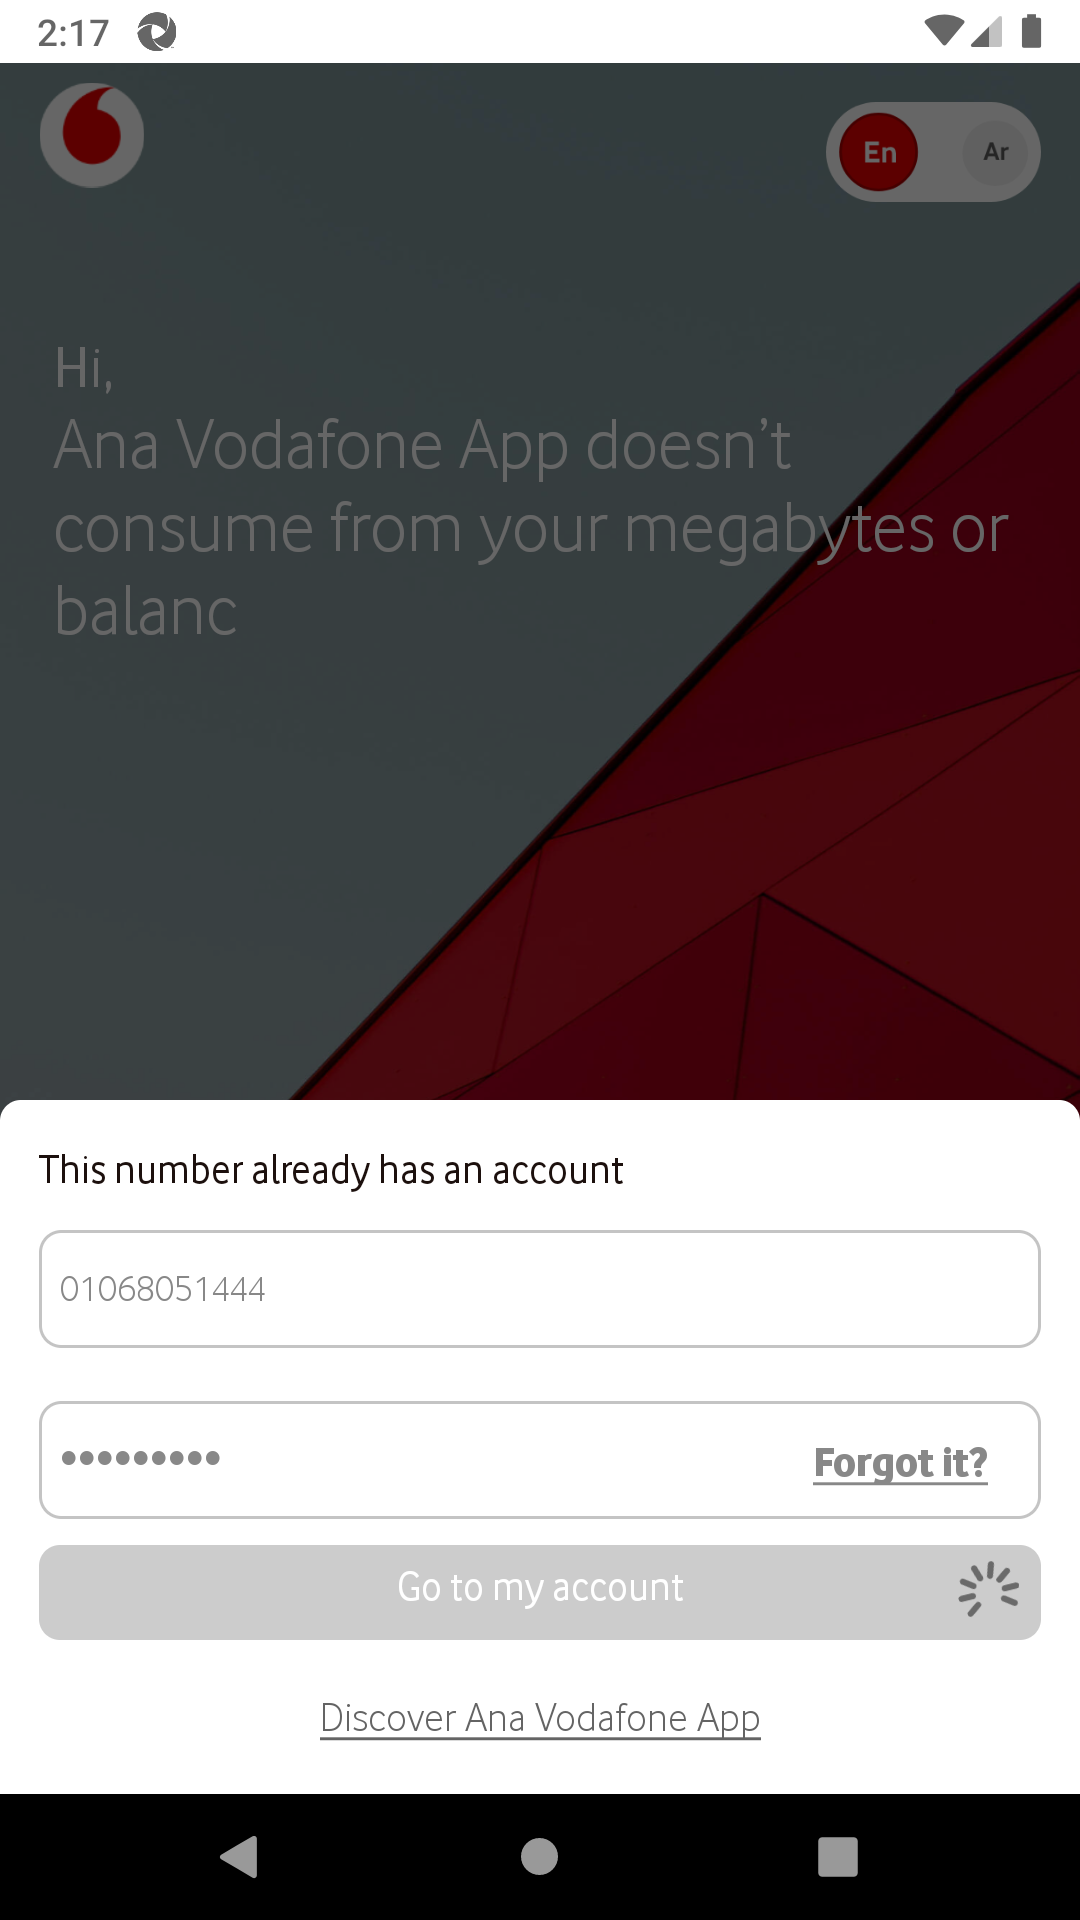 2:17
En
Ar
Hi,
Ana Vodafone App doesn’t
consume from your megabytes or
balanc
This number already has an account
01068051444
•••••••••
Forgot it?
Go to my account
Discover Ana Vodafone App